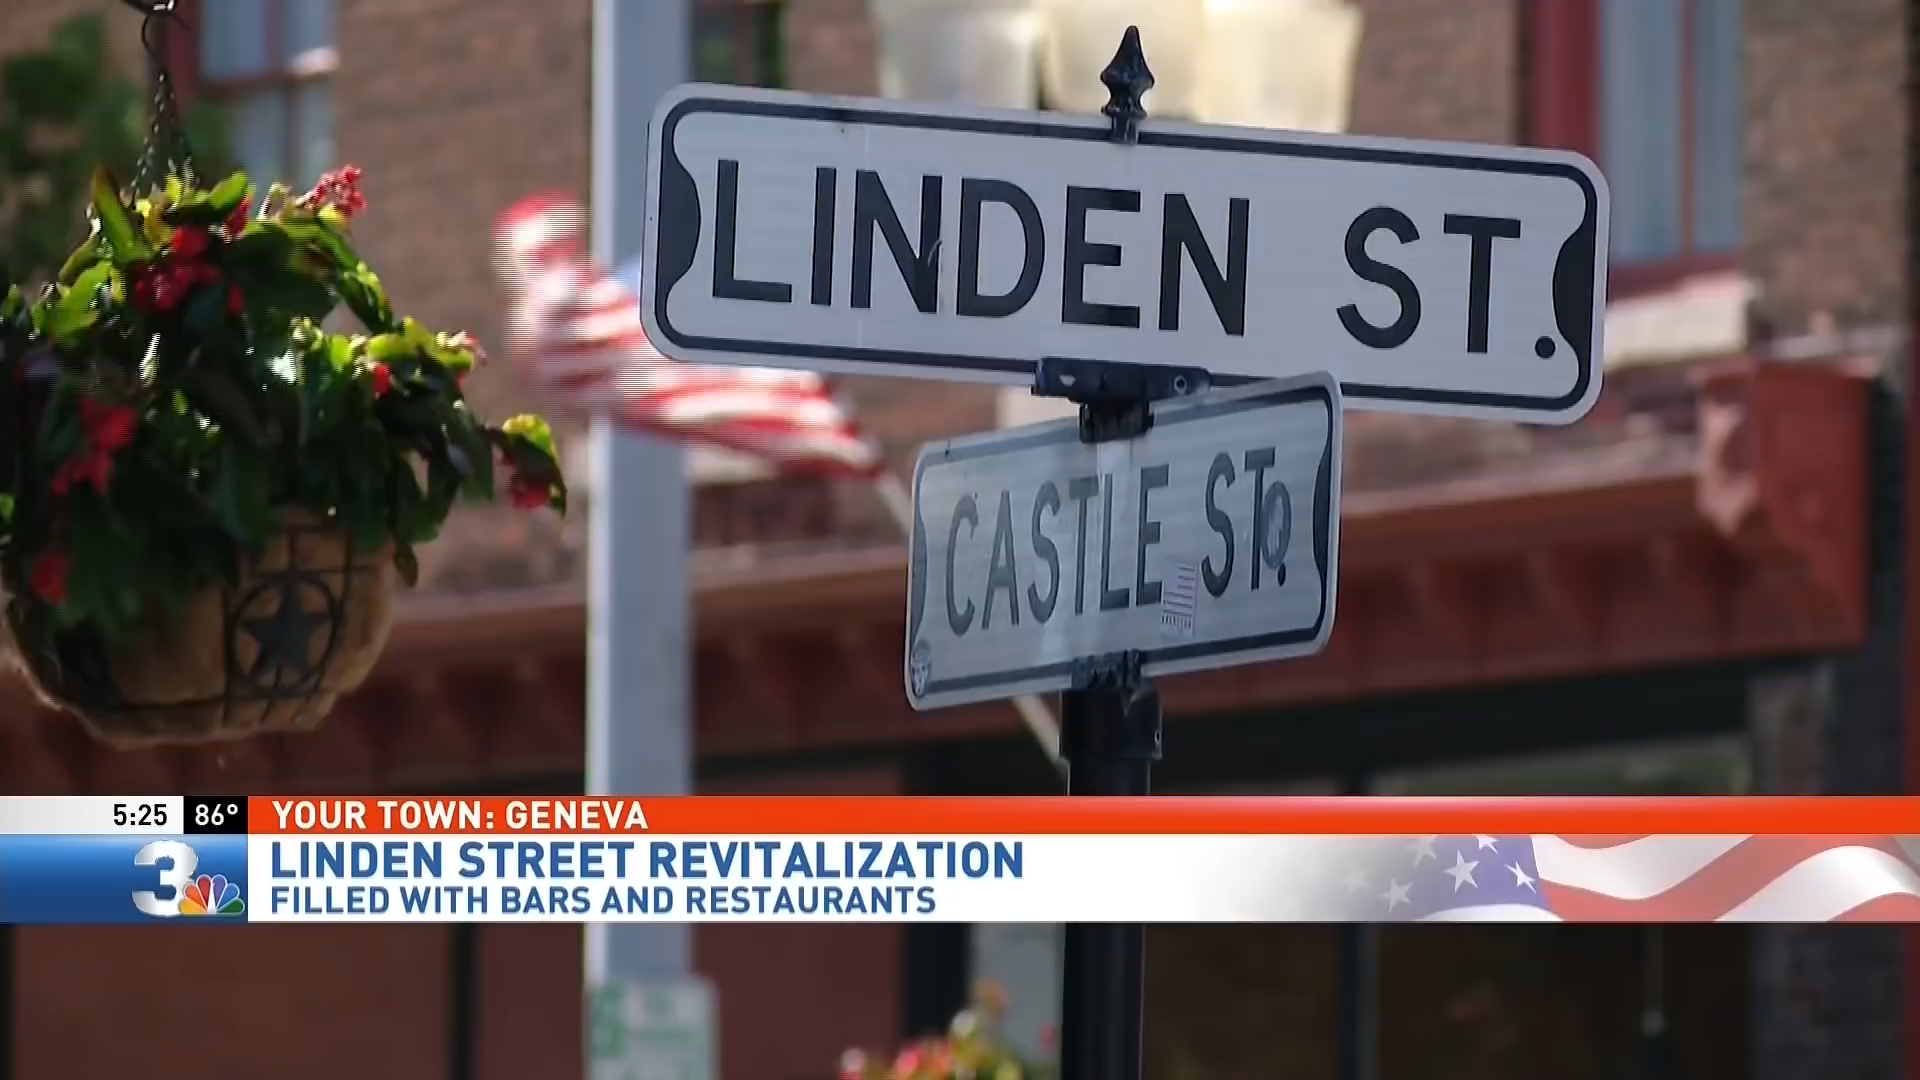 LINDEN ST.
CASTLE ST.
5:25 86° YOUR TOWN: GENEVA
3 LINDEN STREET REVITALIZATION
FILLED WITH BARS AND RESTAURANTS